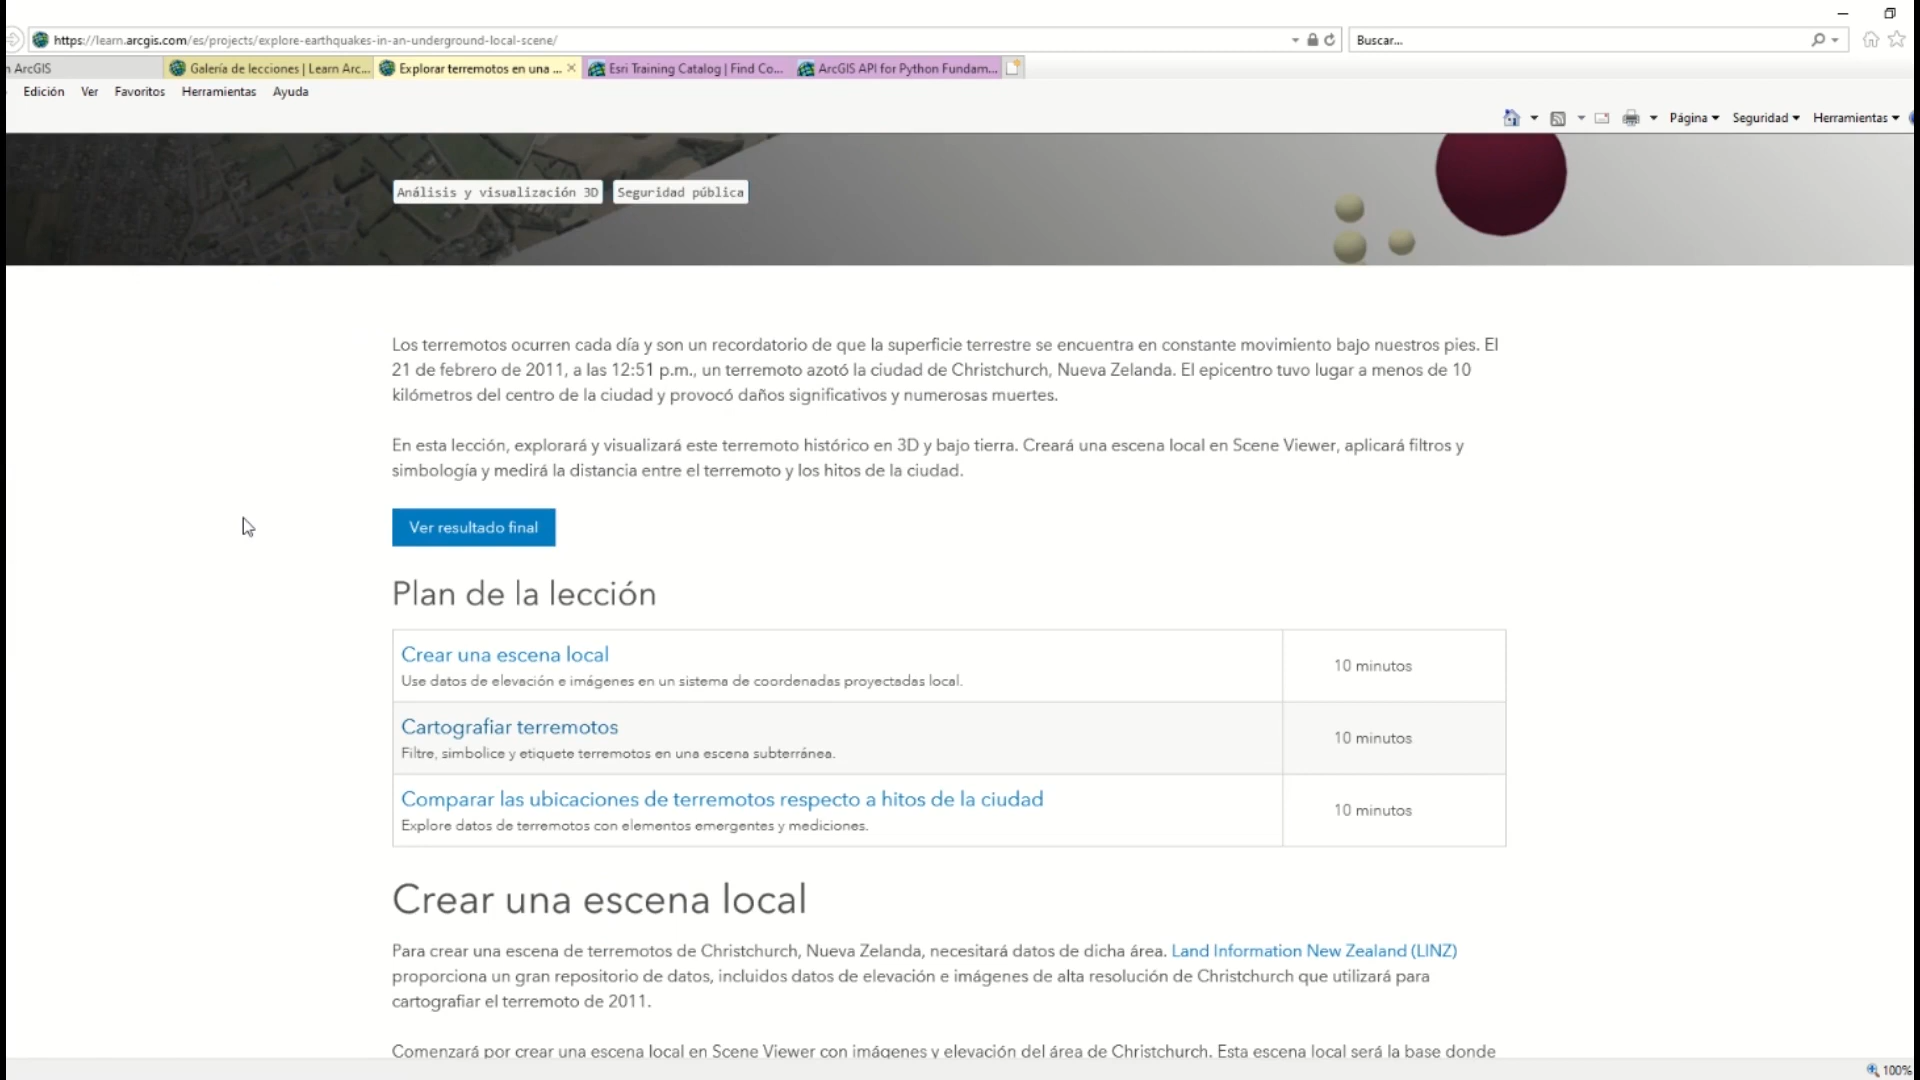 https://learn.arcgis.com/es/projects/explore-earthquakes-in-an-underground-local-scene/
Buscar...
ArcGIS
Galería de lecciones | Learn Arc...
Explorar terremotos en una ...
Esri Training Catalog | Find Co...
ArcGIS API for Python Fundam...
Edición Ver Favoritos Herramientas Ayuda
Página Seguridad Herramientas
Análisis y visualización 3D
Seguridad pública
Los terremotos ocurren cada día y son un recordatorio de que la superficie terrestre se encuentra en constante movimiento bajo nuestros pies. El
21 de febrero de 2011, a las 12:51 p.m., un terremoto azotó la ciudad de Christchurch, Nueva Zelanda. El epicentro tuvo lugar a menos de 10
kilómetros del centro de la ciudad y provocó daños significativos y numerosas muertes.
En esta lección, explorará y visualizará este terremoto histórico en 3D y bajo tierra. Creará una escena local en Scene Viewer, aplicará filtros y
simbología y medirá la distancia entre el terremoto y los hitos de la ciudad.
Ver resultado final
Plan de la lección
Crear una escena local
Use datos de elevación e imágenes en un sistema de coordenadas proyectadas local.
10 minutos
Cartografiar terremotos
Filtre, simbolice y etiquete terremotos en una escena subterránea.
10 minutos
Comparar las ubicaciones de terremotos respecto a hitos de la ciudad
Explore datos de terremotos con elementos emergentes y mediciones.
10 minutos
Crear una escena local
Para crear una escena de terremotos de Christchurch, Nueva Zelanda, necesitará datos de dicha área. Land Information New Zealand (LINZ)
proporciona un gran repositorio de datos, incluidos datos de elevación e imágenes de alta resolución de Christchurch que utilizará para
cartografiar el terremoto de 2011.
Comenzará por crear una escena local en Scene Viewer con imágenes y elevación del área de Christchurch. Esta escena local será la base donde
100%